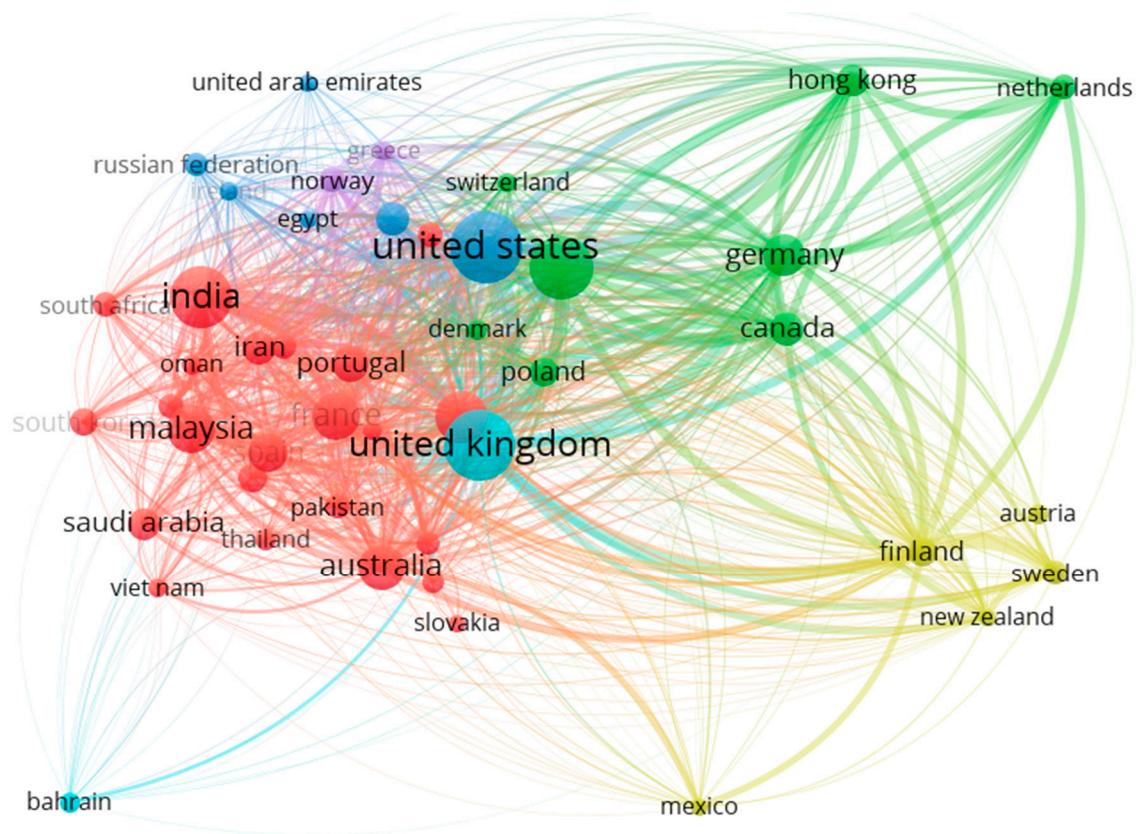 hong kong
united arab emirates
netherlands
greece
russian federation
norway
switzerland
ireland
egypt
united states
germany
india
south africa
denmark
canada
iran
oman
portugal
poland
france
south korea
malaysia
united kingdom
spain
pakistan
austria
saudi arabia
thailand
finland
australia
sweden
viet nam
new zealand
slovakia
bahrain
mexico